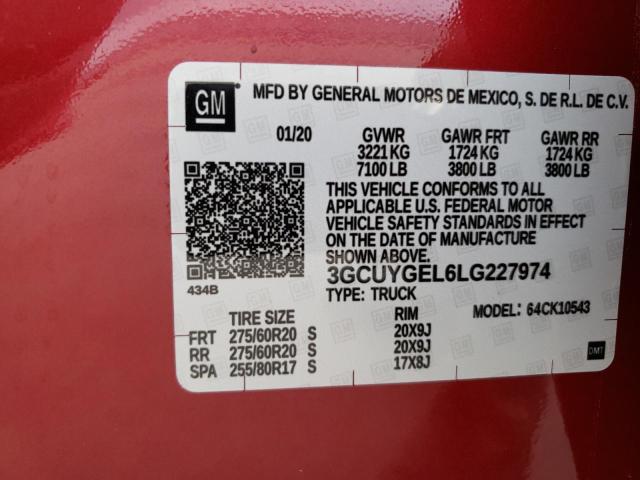 GM MFD BY GENERAL MOTORS DE MEXICO, S. DE R.L. DE C.V.
01/20 GVWR GAWR FRT GAWR RR
3221 KG 1724 KG 1724 KG
7100 LB 3800 LB 3800 LB
THIS VEHICLE CONFORMS TO ALL
APPLICABLE U.S. FEDERAL MOTOR
VEHICLE SAFETY STANDARDS IN EFFECT
ON THE DATE OF MANUFACTURE
SHOWN ABOVE.
434B 3GCUYGEL6LG227974
TYPE: TRUCK MODEL: 64CK10543
TIRE SIZE RIM
FRT 275/60R20 S 20X9J
RR 275/60R20 S 20X9J
SPA 255/80R17 S 17X8J
DMT